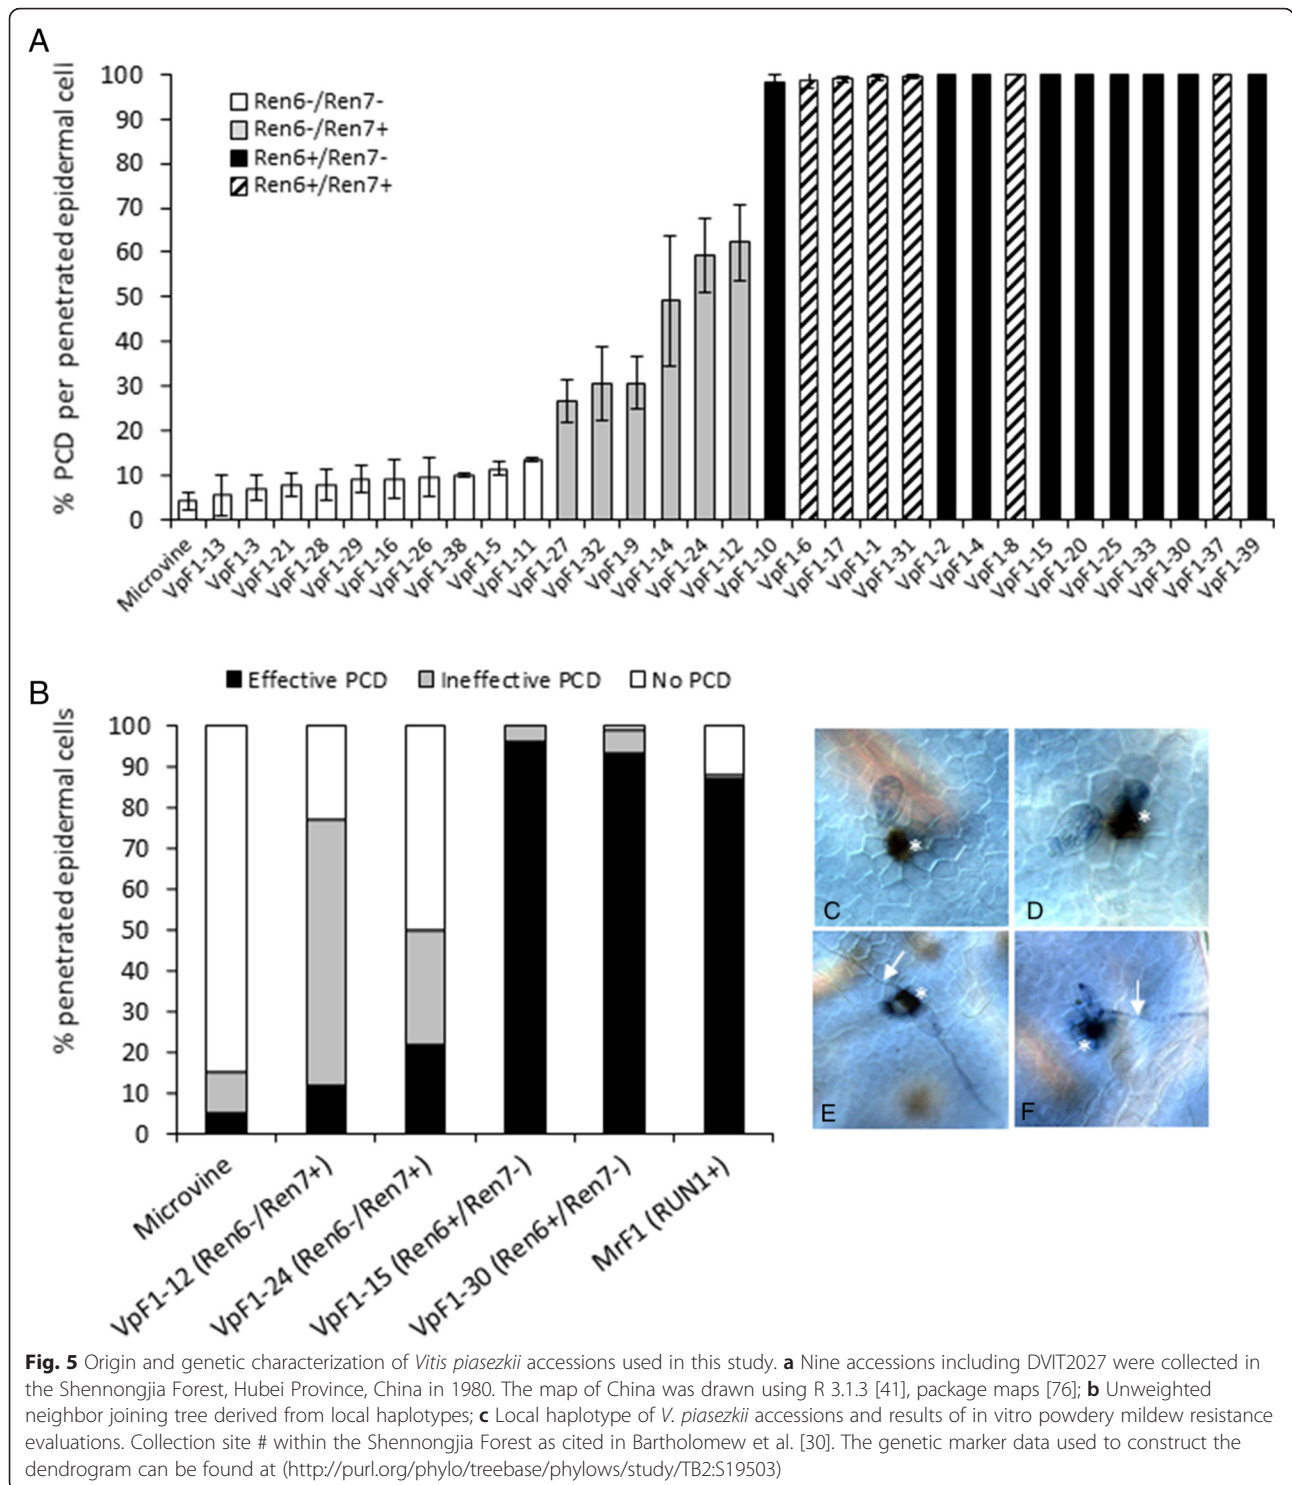 A
% PCD per penetrated epidermal cell
100
90
80
70
60
50
40
30
20
10
0
Ren6-/Ren7-
Ren6-/Ren7+
Ren6+/Ren7-
Ren6+/Ren7+
Microvine
VpF1-13
VpF1-3
VpF1-21
VpF1-28
VpF1-29
VpF1-16
VpF1-26
VpF1-38
VpF1-5
VpF1-11
VpF1-27
VpF1-32
VpF1-9
VpF1-14
VpF1-24
VpF1-12
VpF1-10
VpF1-6
VpF1-17
VpF1-1
VpF1-31
VpF1-2
VpF1-4
VpF1-8
VpF1-15
VpF1-20
VpF1-25
VpF1-33
VpF1-30
VpF1-37
VpF1-39
B
Effective PCD Ineffective PCD No PCD
% penetrated epidermal cells
100
90
80
70
60
50
40
30
20
10
0
Microvine
VpF1-12 (Ren6-/Ren7+)
VpF1-24 (Ren6-/Ren7+)
VpF1-15 (Ren6+/Ren7-)
VpF1-30 (Ren6+/Ren7-)
MrF1 (RUN1+)
C
*
D
*
E
*
F
*
Fig. 5 Origin and genetic characterization of Vitis piasezkii accessions used in this study. a Nine accessions including DVIT2027 were collected in
the Shennongjia Forest, Hubei Province, China in 1980. The map of China was drawn using R 3.1.3 [41], package maps [76]; b Unweighted
neighbor joining tree derived from local haplotypes; c Local haplotype of V. piasezkii accessions and results of in vitro powdery mildew resistance
evaluations. Collection site # within the Shennongjia Forest as cited in Bartholomew et al. [30]. The genetic marker data used to construct the
dendrogram can be found at (http://purl.org/phylo/treebase/phylows/study/TB2:S19503)